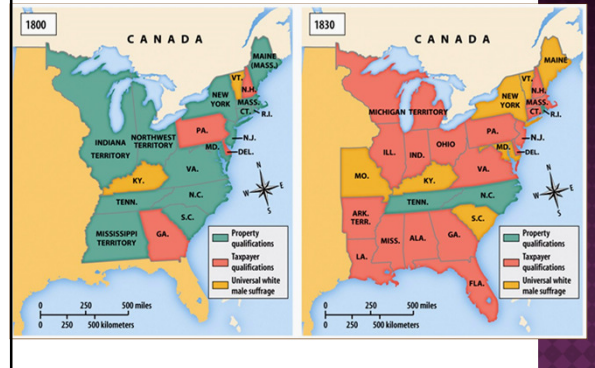 1800
CANADA
MAINE
(MASS.)
VT.
N.H.
NEW
YORK
MASS.
CT.
R.I.
PA.
N.J.
MD.
DEL.
INDIANA
TERRITORY
NORTHWEST
TERRITORY
VA.
KY.
N.C.
TENN.
S.C.
MISSISSIPPI
TERRITORY
GA.
N
W
E
S
Property
qualifications
Taxpayer
qualifications
Universal white
male suffrage
0 250 500 miles
0 250 500 kilometers
1830
CANADA
MAINE
VT.
N.H.
NEW
YORK
MASS.
CT.
R.I.
MICHIGAN TERRITORY
PA.
N.J.
MD.
DEL.
OHIO
ILL.
IND.
VA.
MO.
KY.
N.C.
TENN.
ARK.
TERR.
S.C.
MISS.
ALA.
GA.
LA.
FLA.
N
W
E
S
Property
qualifications
Taxpayer
qualifications
Universal white
male suffrage
0 250 500 miles
0 250 500 kilometers